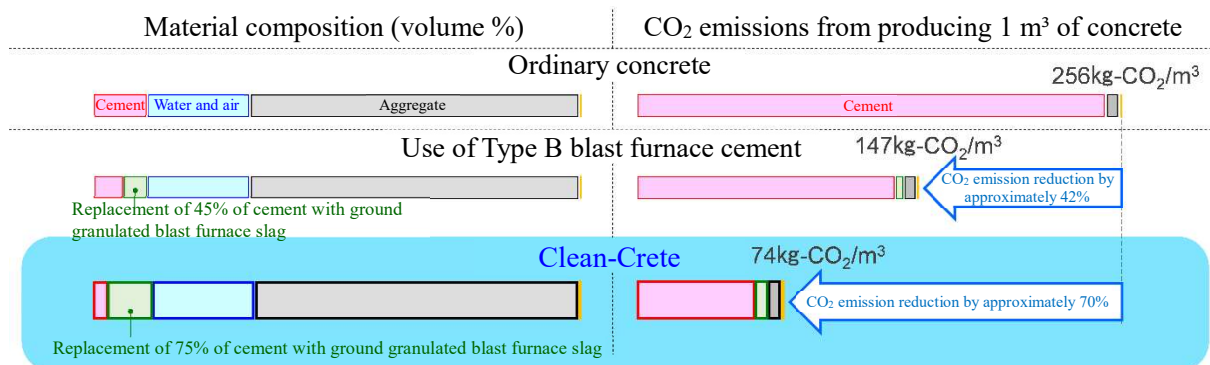 Material composition (volume %)
CO₂ emissions from producing 1 m³ of concrete
Ordinary concrete
256kg-CO₂/m³
Cement
Water and air
Aggregate
Cement
Use of Type B blast furnace cement
147kg-CO₂/m³
CO₂ emission reduction by
approximately 42%
Replacement of 45% of cement with ground
granulated blast furnace slag
Clean-Crete
74kg-CO₂/m³
CO₂ emission reduction by approximately 70%
Replacement of 75% of cement with ground granulated blast furnace slag